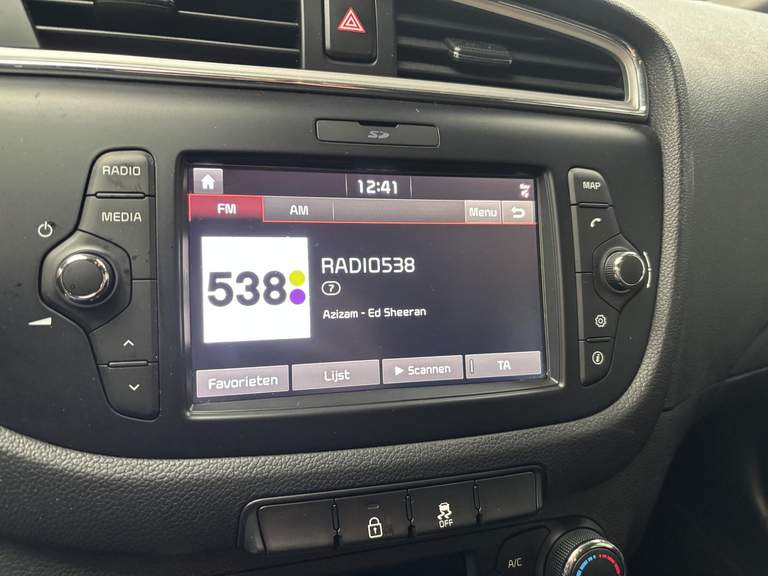 SD
RADIO
MEDIA
MAP
12:41
FM AM Menu
538
RADIO538
7
Azizam - Ed Sheeran
Favorieten Lijst Scannen TA
OFF
A/C